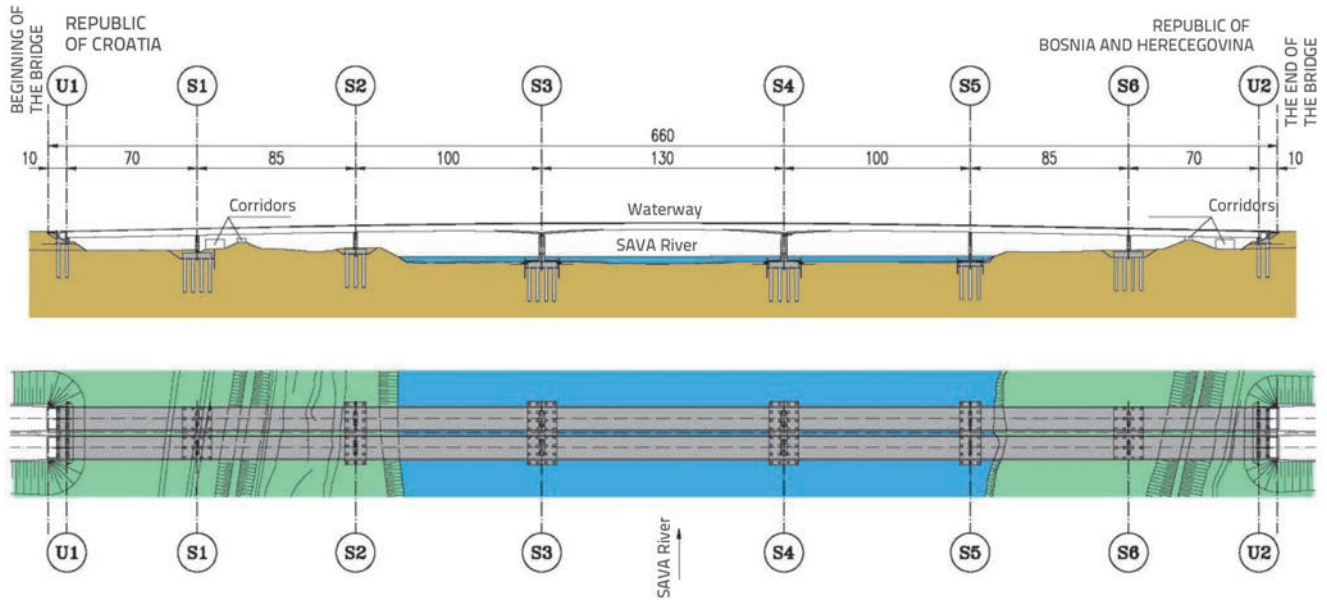 BEGINNING OF
THE BRIDGE
REPUBLIC
OF CROATIA
REPUBLIC OF
BOSNIA AND HERECEGOVINA
THE END OF
THE BRIDGE
U1 S1 S2 S3 S4 S5 S6 U2
660
10 70 85 100 130 100 85 70 10
Corridors Waterway Corridors
SAVA River
U1 S1 S2 S3 S4 S5 S6 U2
SAVA River